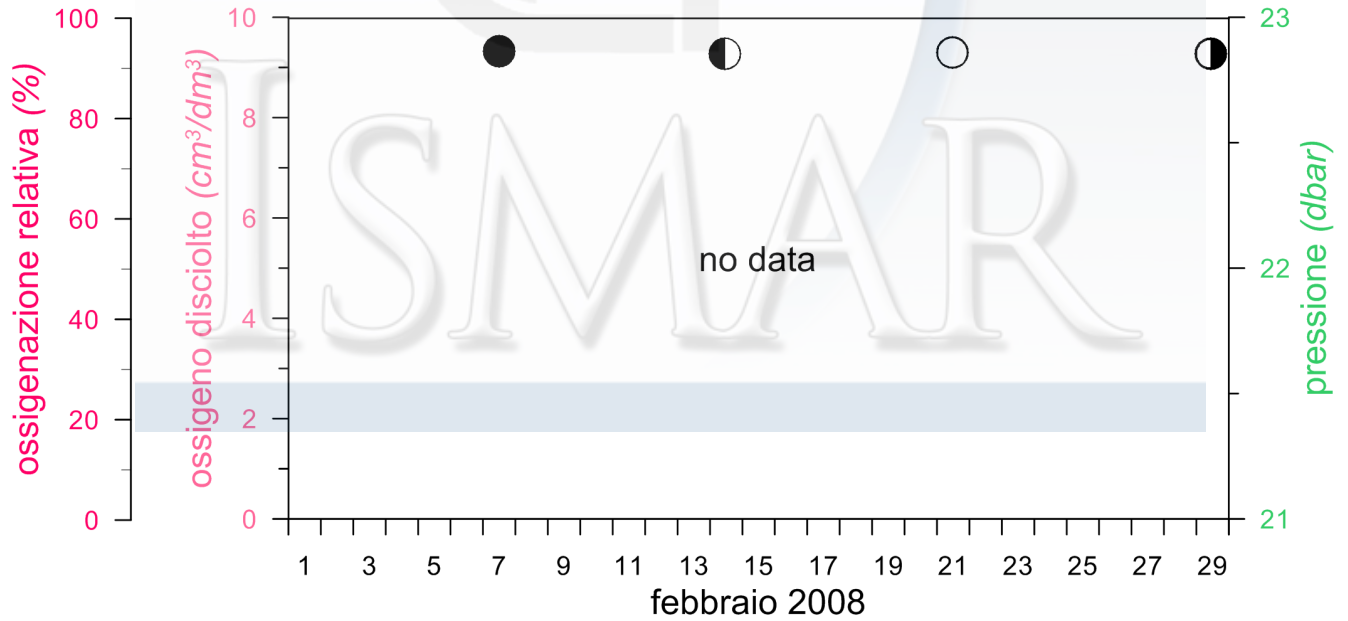 ossigenazione relativa (%)
100
80
60
40
20
0
ossigeno disciolto (cm³/dm³)
10
8
6
4
2
0
ISMAR
no data
23
22
21
pressione (dbar)
1 3 5 7 9 11 13 15 17 19 21 23 25 27 29
febbraio 2008